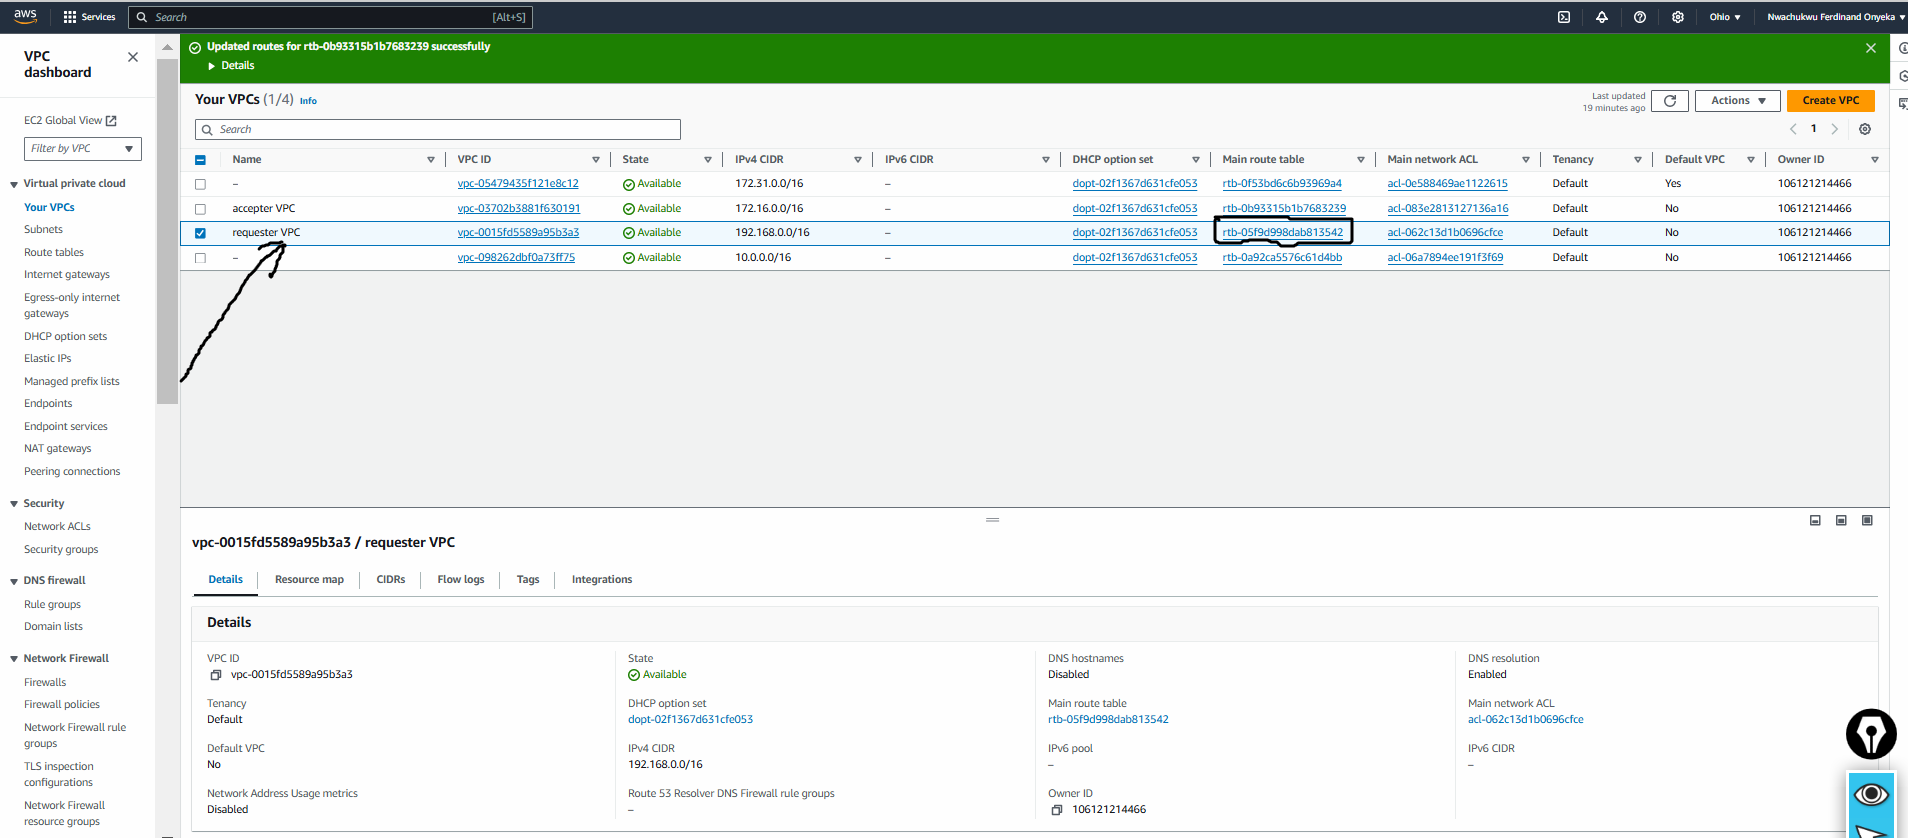 aws Services Search [Alt+S] Ohio Nwachukwu Ferdinand Onyeka
VPC dashboard
EC2 Global View
Filter by VPC
Virtual private cloud
Your VPCs
Subnets
Route tables
Internet gateways
Egress-only internet
gateways
DHCP option sets
Elastic IPs
Managed prefix lists
Endpoints
Endpoint services
NAT gateways
Peering connections
Security
Network ACLs
Security groups
DNS firewall
Rule groups
Domain lists
Network Firewall
Firewalls
Firewall policies
Network Firewall rule
groups
TLS inspection
configurations
Network Firewall
resource groups
Updated routes for rtb-0b93315b1b7683239 successfully
Details
Your VPCs (1/4) Info
Last updated
19 minutes ago
Actions
Create VPC
Search
1
Name VPC ID State IPv4 CIDR IPv6 CIDR DHCP option set Main route table Main network ACL Tenancy Default VPC Owner ID
– vpc-05479435f121e8c12 Available 172.31.0.0/16 – dopt-02f1367d631cfe053 rtb-0f53bd6c6b93969a4 acl-0e588469ae1122615 Default Yes 106121214466
accepter VPC vpc-03702b3881f630191 Available 172.16.0.0/16 – dopt-02f1367d631cfe053 rtb-0b93315b1b7683239 acl-083e2813127136a16 Default No 106121214466
requester VPC vpc-0015fd5589a95b3a3 Available 192.168.0.0/16 – dopt-02f1367d631cfe053 rtb-05f9d998dab813542 acl-062c13d1b0696cfce Default No 106121214466
– vpc-098262dbf0a73ff75 Available 10.0.0.0/16 – dopt-02f1367d631cfe053 rtb-0a92ca5576c61d4bb acl-06a7894ee191f3f69 Default No 106121214466
vpc-0015fd5589a95b3a3 / requester VPC
Details Resource map CIDRs Flow logs Tags Integrations
Details
VPC ID State DNS hostnames DNS resolution
vpc-0015fd5589a95b3a3 Available Disabled Enabled
Tenancy DHCP option set Main route table Main network ACL
Default dopt-02f1367d631cfe053 rtb-05f9d998dab813542 acl-062c13d1b0696cfce
Default VPC IPv4 CIDR IPv6 pool IPv6 CIDR
No 192.168.0.0/16 – –
Network Address Usage metrics Route 53 Resolver DNS Firewall rule groups Owner ID
Disabled – 106121214466